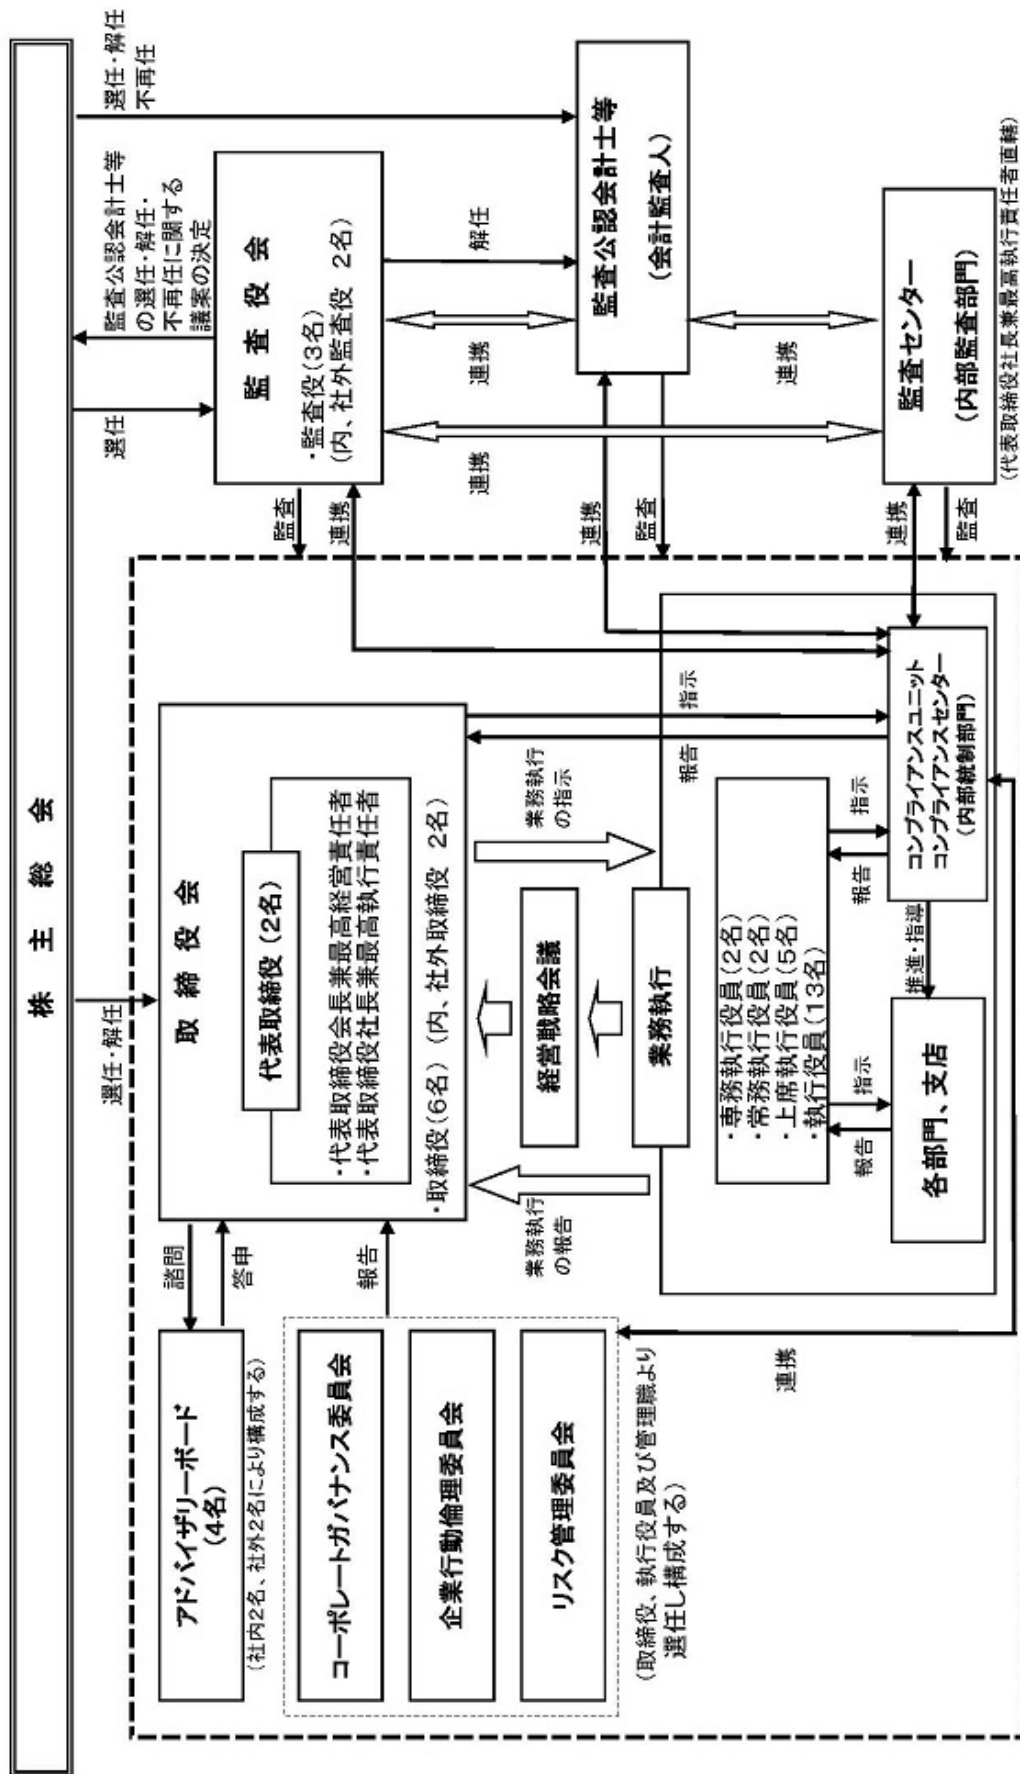 株 主 総 会
選任・解任
選任
監査公認会計士等
の選任・解任・
不再任に関する
議案の決定
選任・解任
不再任
アドバイザリーボード
(4名)
(社内2名、社外2名により構成する)
諮問
答申
取 締 役 会
代表取締役(2名)
・代表取締役会長兼最高経営責任者
・代表取締役社長兼最高執行責任者
・取締役(6名) (内、社外取締役 2名)
監 査 役 会
・監査役(3名)
(内、社外監査役 2名)
監査
連携
コーポレートガバナンス委員会
企業行動倫理委員会
リスク管理委員会
(取締役、執行役員及び管理職より
選任し構成する)
報告
業務執行
の報告
経営戦略会議
業務執行
の指示
指示
報告
連携
連携
解任
監査公認会計士等
(会計監査人)
連携
監査
業務執行
・専務執行役員(2名)
・常務執行役員(2名)
・上席執行役員(5名)
・執行役員(13名)
報告
指示
報告
指示
各部門、支店
推進・指導
コンプライアンスユニット
コンプライアンスセンター
(内部統制部門)
連携
連携
連携
監査
監査センター
(内部監査部門)
(代表取締役社長兼最高執行責任者直轄)